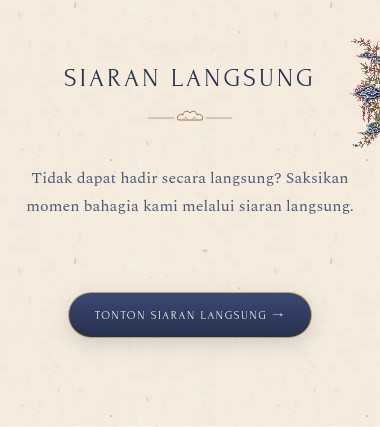 SIARAN LANGSUNG
Tidak dapat hadir secara langsung? Saksikan
momen bahagia kami melalui siaran langsung.
TONTON SIARAN LANGSUNG →